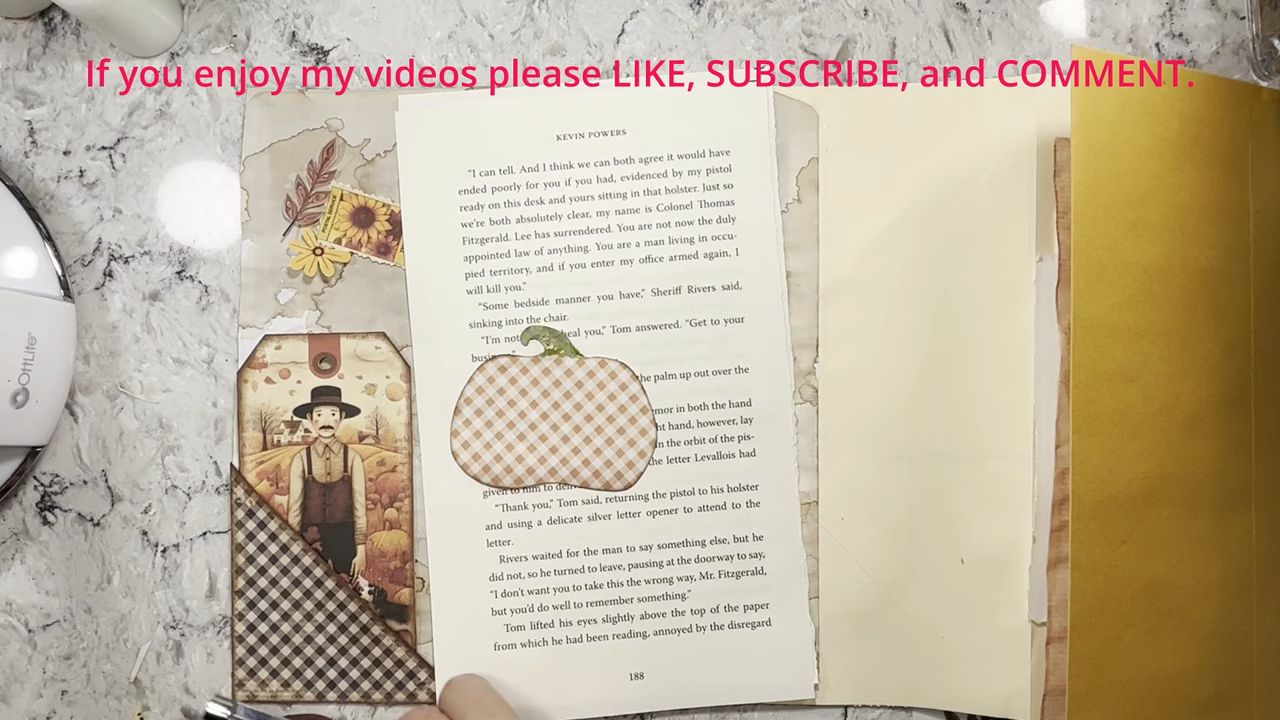 If you enjoy my videos please LIKE, SUBSCRIBE, and COMMENT.
KEVIN POWERS
"I can tell. And I think we can both agree it would have
ended poorly for you if you had, evidenced by my pistol
ready on this desk and yours sitting in that holster. Just so
we're both absolutely clear, my name is Colonel Thomas
Fitzgerald. Lee has surrendered. You are not now the duly
appointed law of anything. You are a man living in occu-
pied territory, and if you enter my office armed again, I
will kill you."
"Some bedside manner you have," Sheriff Rivers said,
sinking into the chair.
"I'm not heal you," Tom answered. "Get to your
the palm up out over the
mor in both the hand
ht hand, however, lay
n the orbit of the pis-
the letter Levallois had
given to him to
"Thank you," Tom said, returning the pistol to his holster
and using a delicate silver letter opener to attend to the
letter.
Rivers waited for the man to say something else, but he
did not, so he turned to leave, pausing at the doorway to say,
"I don't want you to take this the wrong way, Mr. Fitzgerald,
but you'd do well to remember something."
Tom lifted his eyes slightly above the top of the paper
from which he had been reading, annoyed by the disregard
188
OttLite